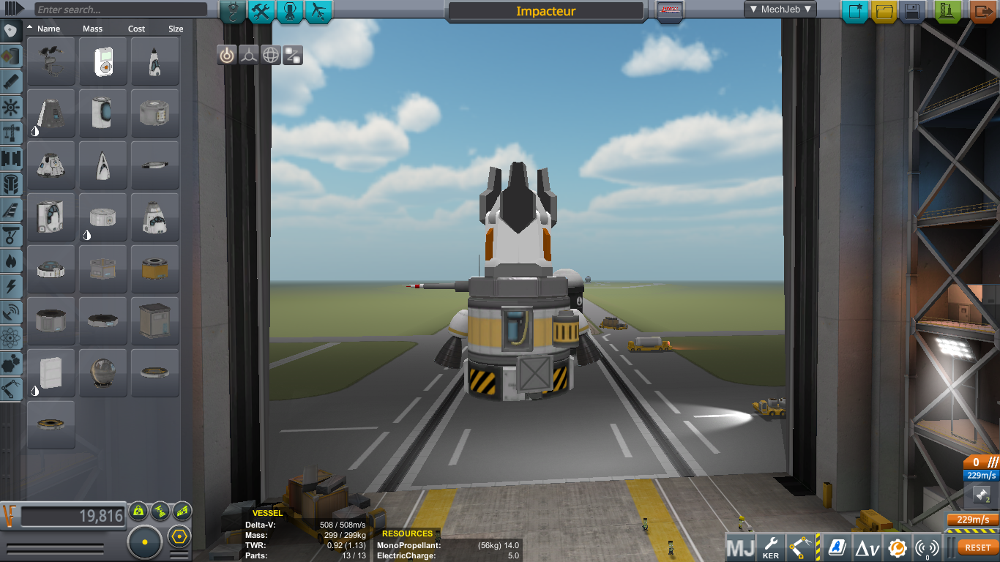 Enter search...
Impacteur
▼ MechJeb ▼
Name Mass Cost Size
0
229m/s
2
229m/s
19,816
VESSEL
Delta-V: 508 / 508m/s
Mass: 299 / 299kg
TWR: 0.92 (1.13)
Parts: 13 / 13
RESOURCES
MonoPropellant: (56kg) 14.0
ElectricCharge: 5.0
MJ
KER
Δv
0
RESET